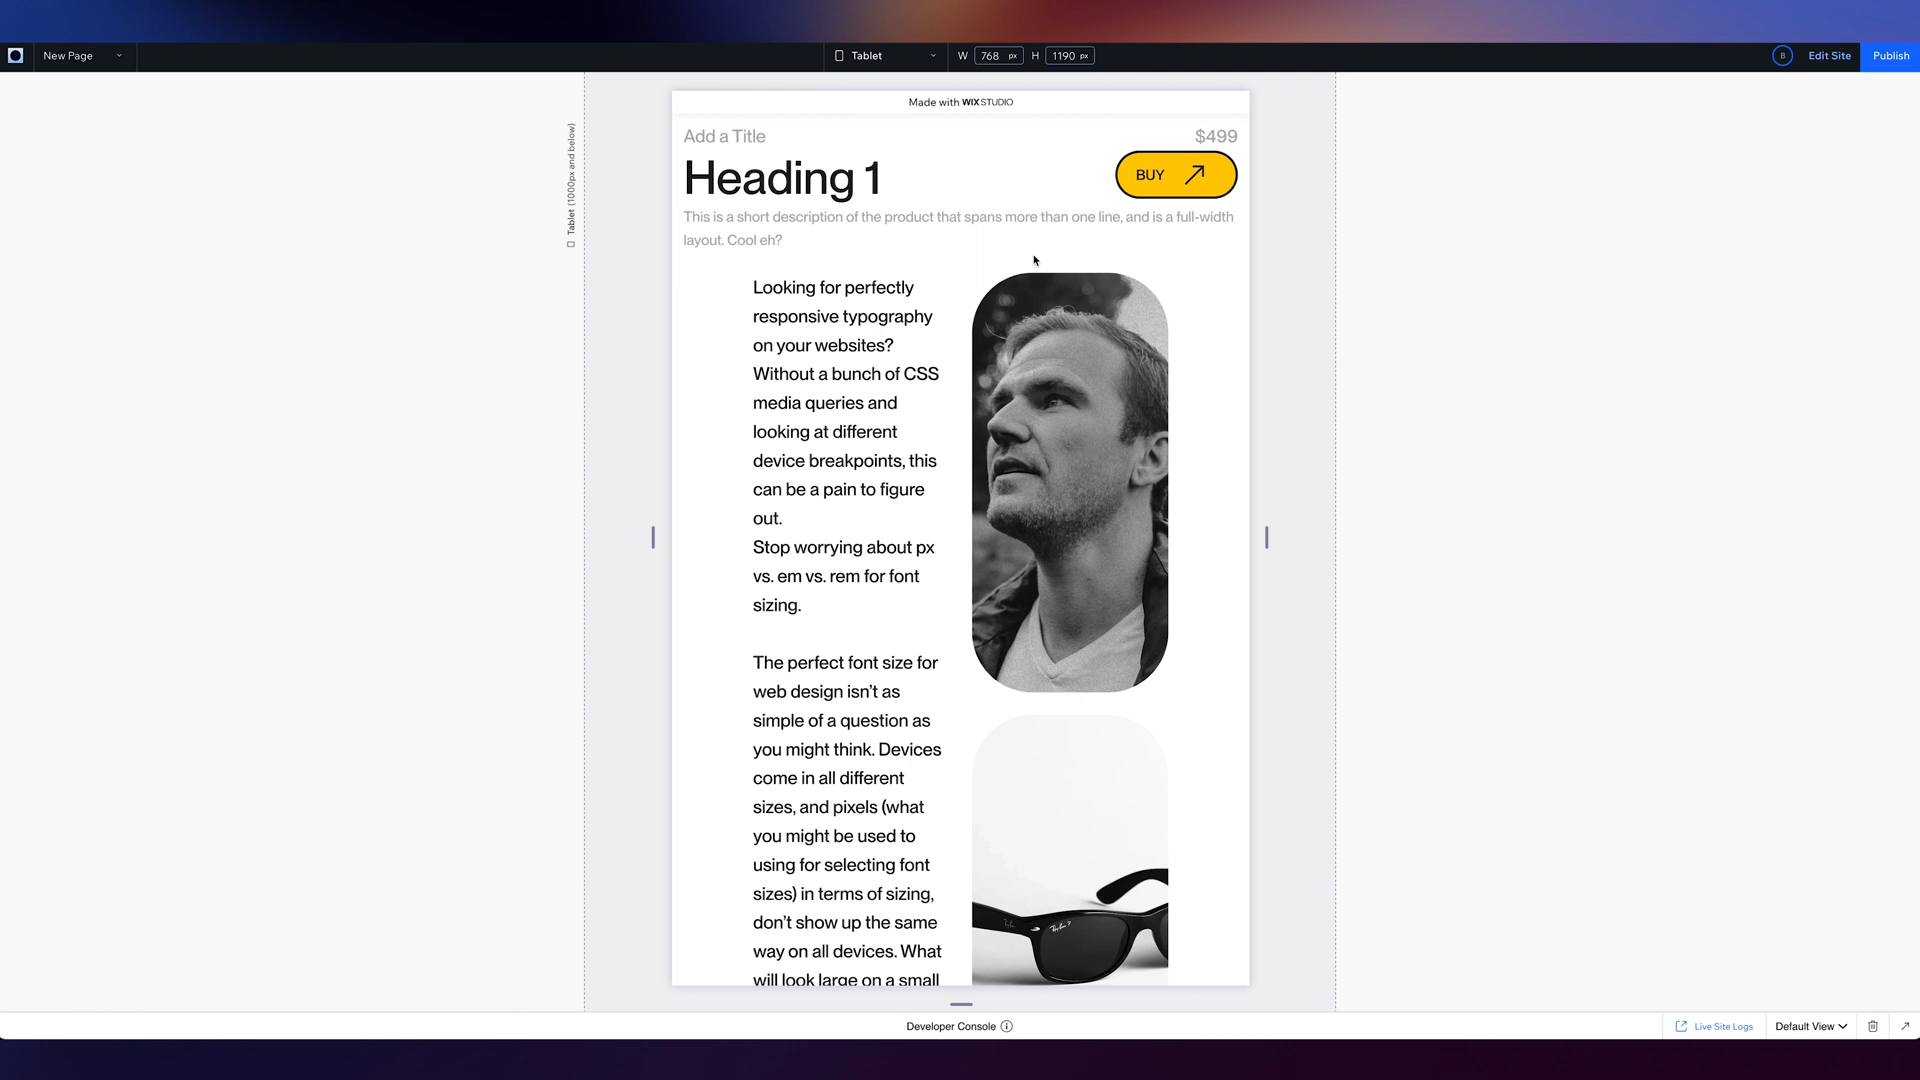 New Page
Tablet
W 768 px H 1190 px
B
Edit Site
Publish
Made with WIX STUDIO
Tablet (1000px and below)
Add a Title
$499
Heading 1
BUY
This is a short description of the product that spans more than one line, and is a full-width
layout. Cool eh?
Looking for perfectly
responsive typography
on your websites?
Without a bunch of CSS
media queries and
looking at different
device breakpoints, this
can be a pain to figure
out.
Stop worrying about px
vs. em vs. rem for font
sizing.
The perfect font size for
web design isn’t as
simple of a question as
you might think. Devices
come in all different
sizes, and pixels (what
you might be used to
using for selecting font
sizes) in terms of sizing,
don’t show up the same
way on all devices. What
will look large on a small
Ray-Ban
Developer Console
Live Site Logs
Default View